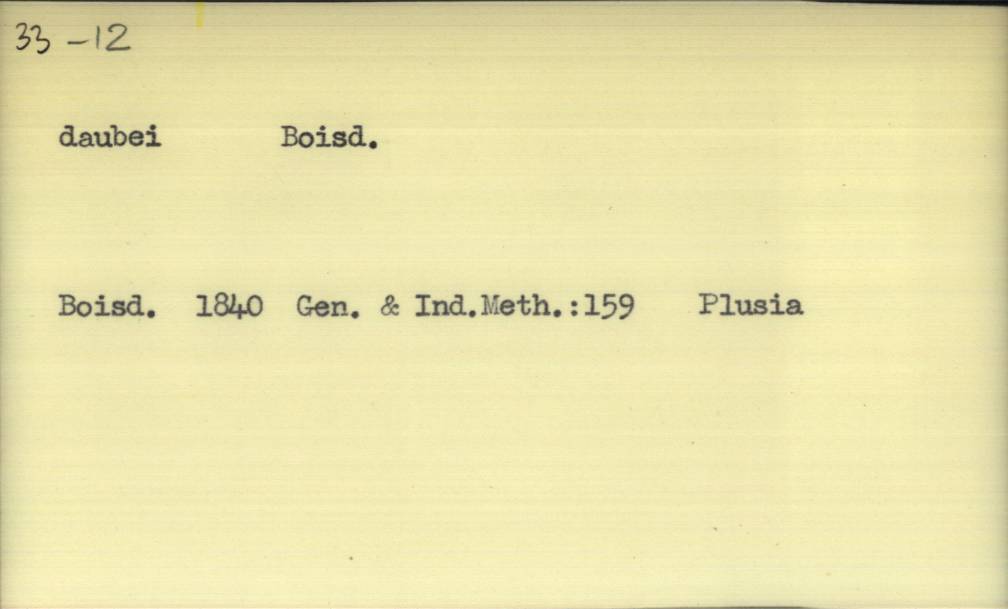 33 -12
daubei Boisd.
Boisd. 1840 Gen. & Ind.Meth.:159 Plusia